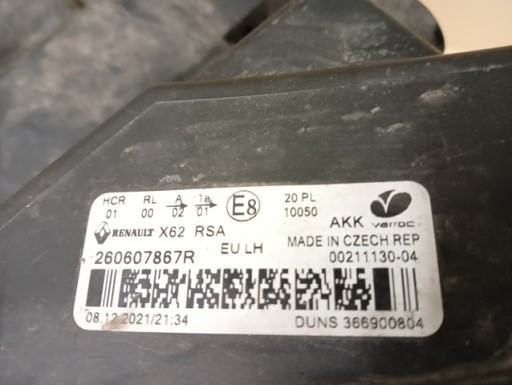 HCR RL A 1a E8 20 PL
01 00 02 01 10050 AKK varroc
RENAULT X62 RSA MADE IN CZECH REP
260607867R EU LH 00211130-04
08.12.2021/21:34 DUNS 366900804